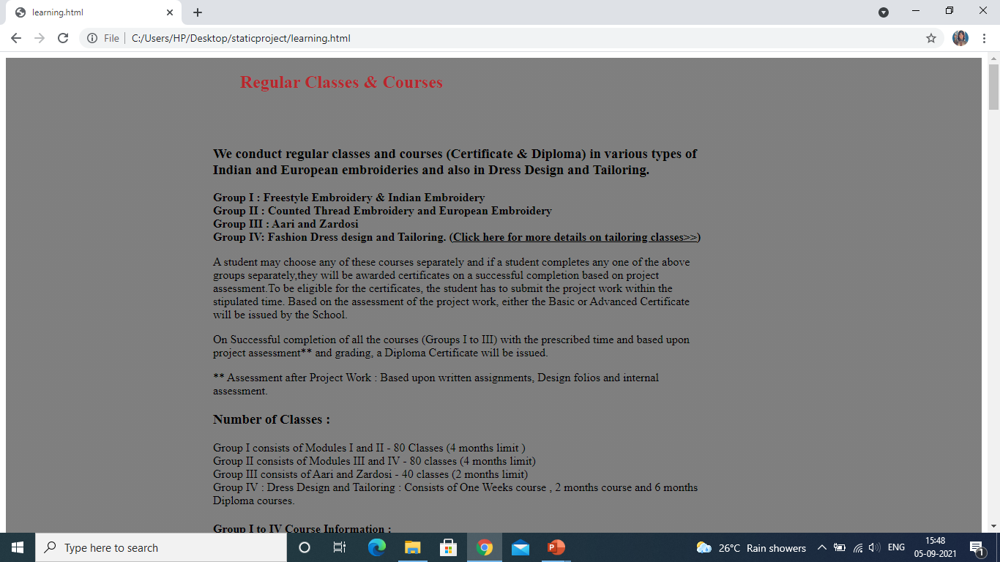 learning.html
File
C:/Users/HP/Desktop/staticproject/learning.html
Regular Classes & Courses
We conduct regular classes and courses (Certificate & Diploma) in various types of
Indian and European embroideries and also in Dress Design and Tailoring.
Group I : Freestyle Embroidery & Indian Embroidery
Group II : Counted Thread Embroidery and European Embroidery
Group III : Aari and Zardosi
Group IV: Fashion Dress design and Tailoring. (Click here for more details on tailoring classes>>)
A student may choose any of these courses separately and if a student completes any one of the above
groups separately,they will be awarded certificates on a successful completion based on project
assessment.To be eligible for the certificates, the student has to submit the project work within the
stipulated time. Based on the assessment of the project work, either the Basic or Advanced Certificate
will be issued by the School.
On Successful completion of all the courses (Groups I to III) with the prescribed time and based upon
project assessment** and grading, a Diploma Certificate will be issued.
** Assessment after Project Work : Based upon written assignments, Design folios and internal
assessment.
Number of Classes :
Group I consists of Modules I and II - 80 Classes (4 months limit )
Group II consists of Modules III and IV - 80 classes (4 months limit)
Group III consists of Aari and Zardosi - 40 classes (2 months limit)
Group IV : Dress Design and Tailoring : Consists of One Weeks course , 2 months course and 6 months
Diploma courses.
Group I to IV Course Information :
Type here to search
P
26°C Rain showers
ENG
15:48
05-09-2021
1